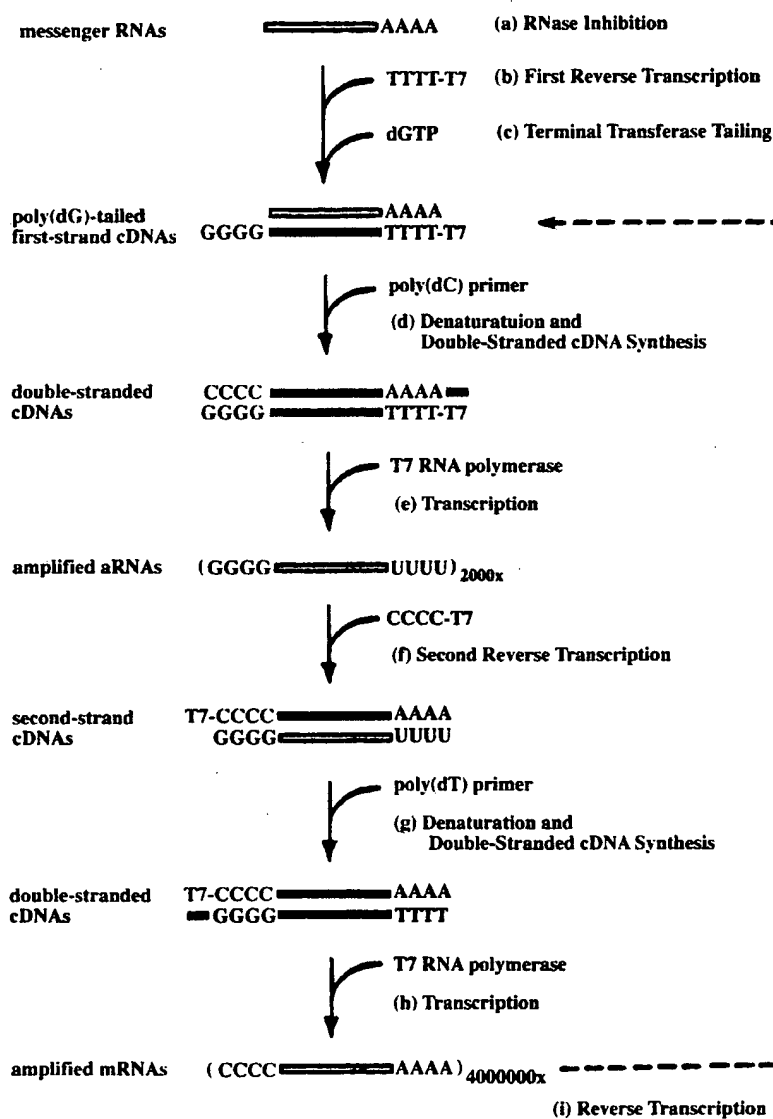 messenger RNAs AAAA (a) RNase Inhibition
TTTT-T7 (b) First Reverse Transcription
dGTP (c) Terminal Transferase Tailing
poly(dG)-tailed AAAA
first-strand cDNAs GGGG TTTT-T7
poly(dC) primer
(d) Denaturatuion and
Double-Stranded cDNA Synthesis
double-stranded CCCC AAAA
cDNAs GGGG TTTT-T7
T7 RNA polymerase
(e) Transcription
amplified aRNAs (GGGG UUUU) 2000x
CCCC-T7
(f) Second Reverse Transcription
second-strand T7-CCCC AAAA
cDNAs GGGG UUUU
poly(dT) primer
(g) Denaturation and
Double-Stranded cDNA Synthesis
double-stranded T7-CCCC AAAA
cDNAs GGGG TTTT
T7 RNA polymerase
(h) Transcription
amplified mRNAs (CCCC AAAA) 4000000x
(i) Reverse Transcription